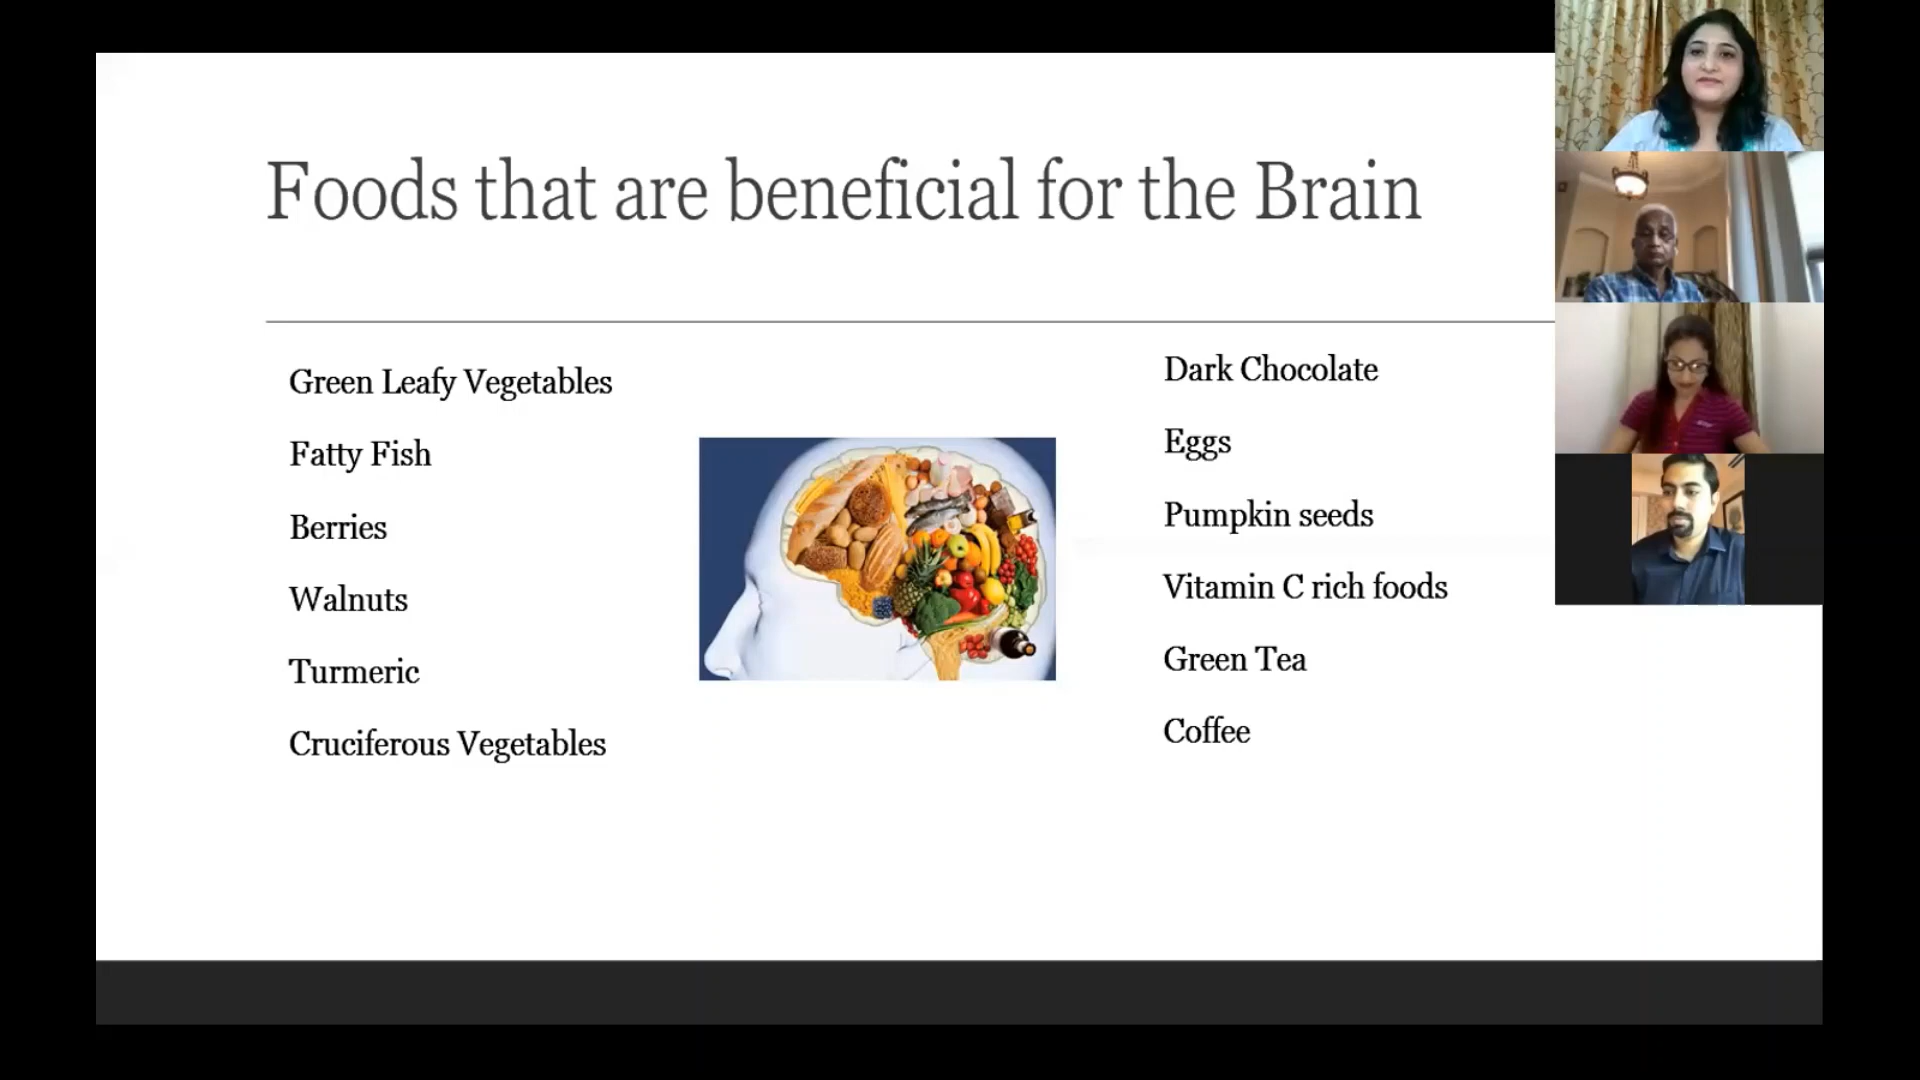 Foods that are beneficial for the Brain
Green Leafy Vegetables
Fatty Fish
Berries
Walnuts
Turmeric
Cruciferous Vegetables
Dark Chocolate
Eggs
Pumpkin seeds
Vitamin C rich foods
Green Tea
Coffee